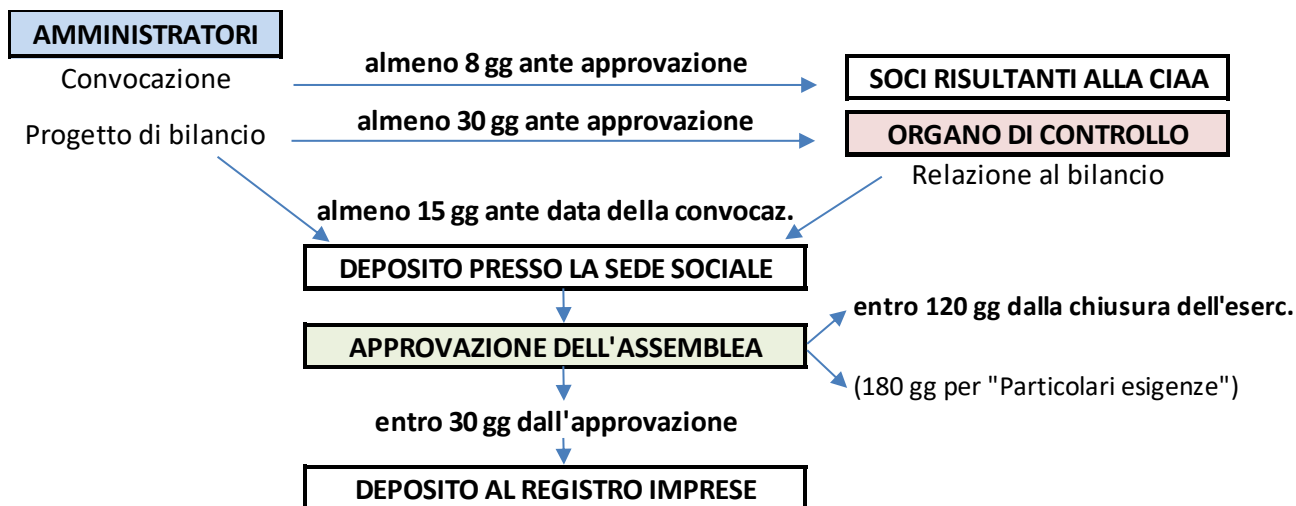 AMMINISTRATORI
Convocazione
almeno 8 gg ante approvazione
SOCI RISULTANTI ALLA CIAA
Progetto di bilancio
almeno 30 gg ante approvazione
ORGANO DI CONTROLLO
Relazione al bilancio
almeno 15 gg ante data della convocaz.
DEPOSITO PRESSO LA SEDE SOCIALE
entro 120 gg dalla chiusura dell'eserc.
APPROVAZIONE DELL'ASSEMBLEA
(180 gg per "Particolari esigenze")
entro 30 gg dall'approvazione
DEPOSITO AL REGISTRO IMPRESE